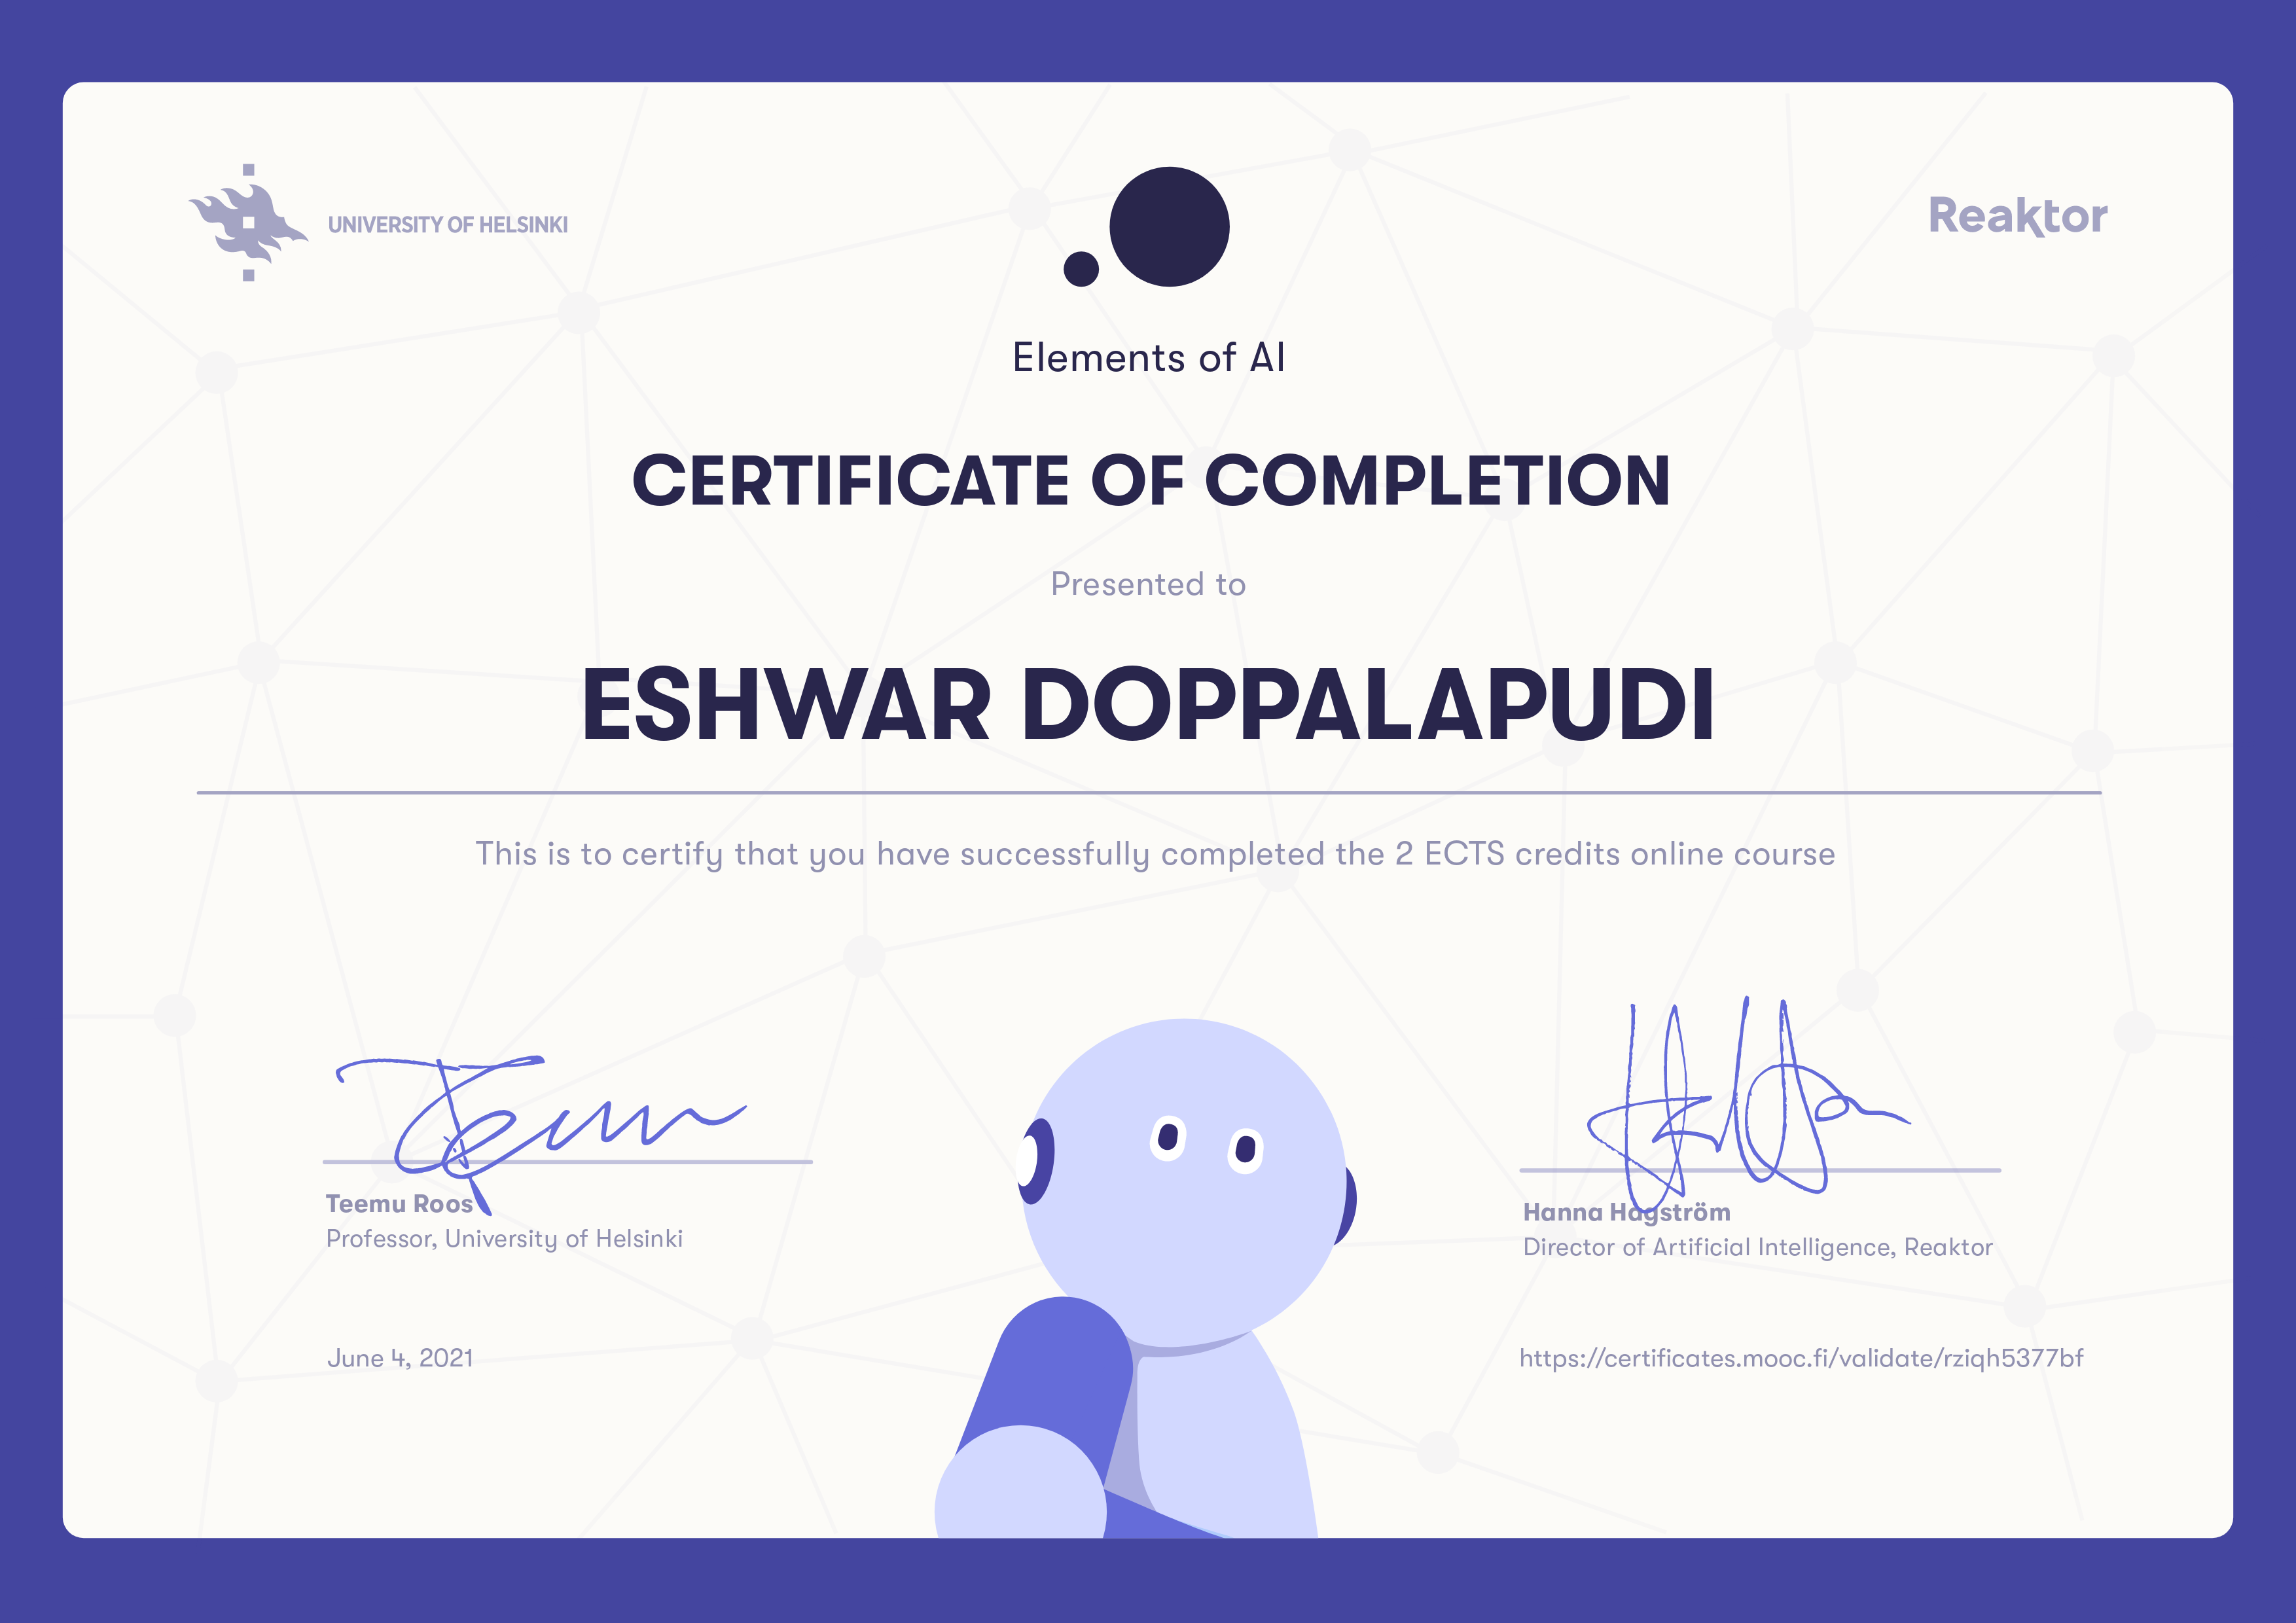 UNIVERSITY OF HELSINKI
Reaktor
Elements of AI
CERTIFICATE OF COMPLETION
Presented to
ESHWAR DOPPALAPUDI
This is to certify that you have successfully completed the 2 ECTS credits online course
Teemu Roos
Professor, University of Helsinki
Hanna Hagström
Director of Artificial Intelligence, Reaktor
June 4, 2021
https://certificates.mooc.fi/validate/rziqh5377bf